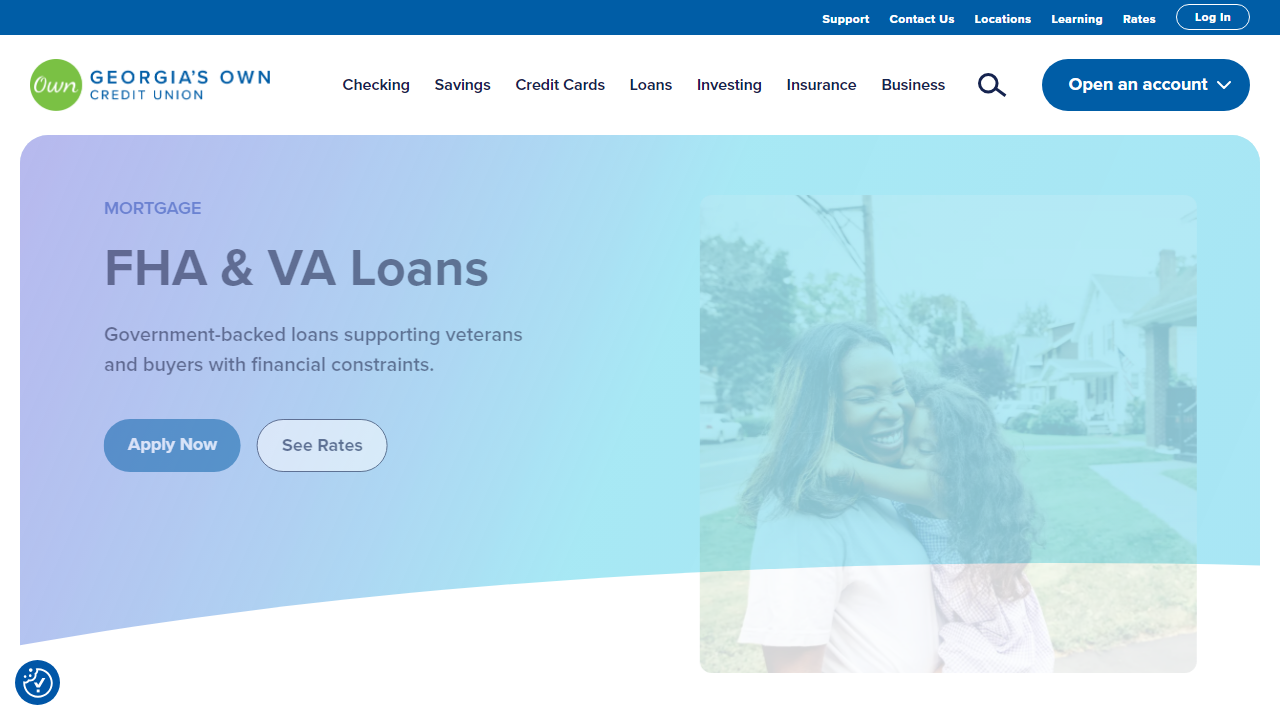 Support Contact Us Locations Learning Rates Log In
Own GEORGIA'S OWN
CREDIT UNION
Checking Savings Credit Cards Loans Investing Insurance Business Open an account
MORTGAGE
FHA & VA Loans
Government-backed loans supporting veterans
and buyers with financial constraints.
Apply Now See Rates